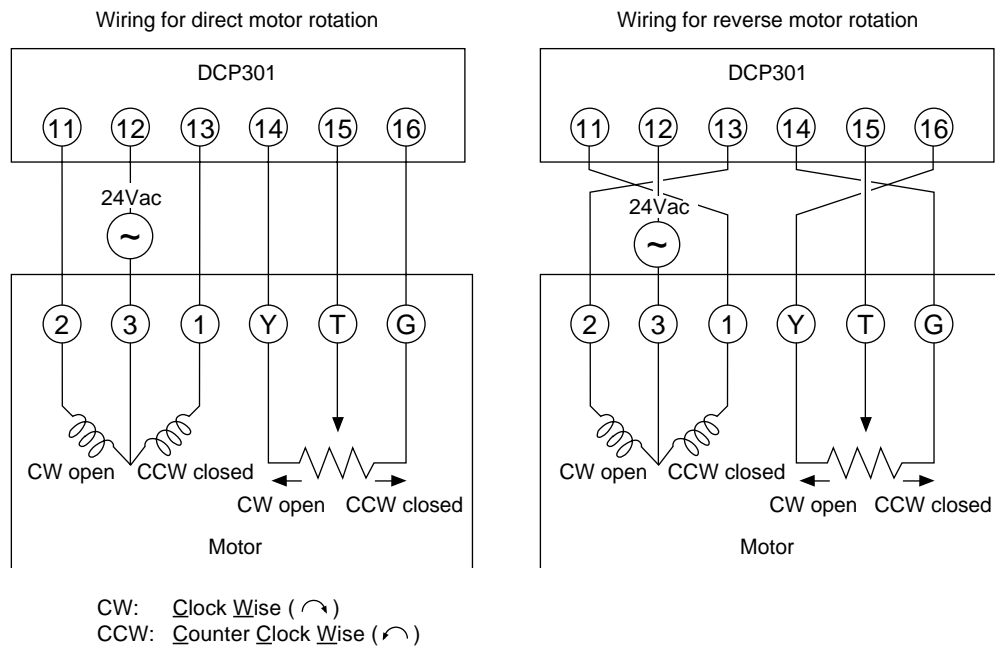 Wiring for direct motor rotation
DCP301
11 12 13 14 15 16
24Vac
~
2 3 1 Y T G
CW open CCW closed
CW open CCW closed
Motor
Wiring for reverse motor rotation
DCP301
11 12 13 14 15 16
24Vac
~
2 3 1 Y T G
CW open CCW closed
CW open CCW closed
Motor
CW: Clock Wise ( )
CCW: Counter Clock Wise ( )